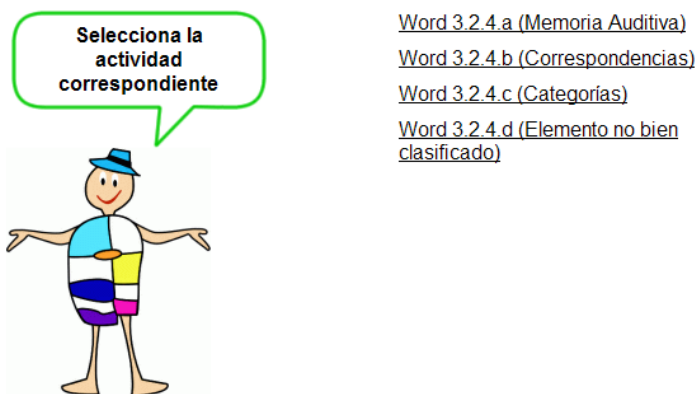 Selecciona la
actividad
correspondiente
Word 3.2.4.a (Memoria Auditiva)
Word 3.2.4.b (Correspondencias)
Word 3.2.4.c (Categorías)
Word 3.2.4.d (Elemento no bien
clasificado)